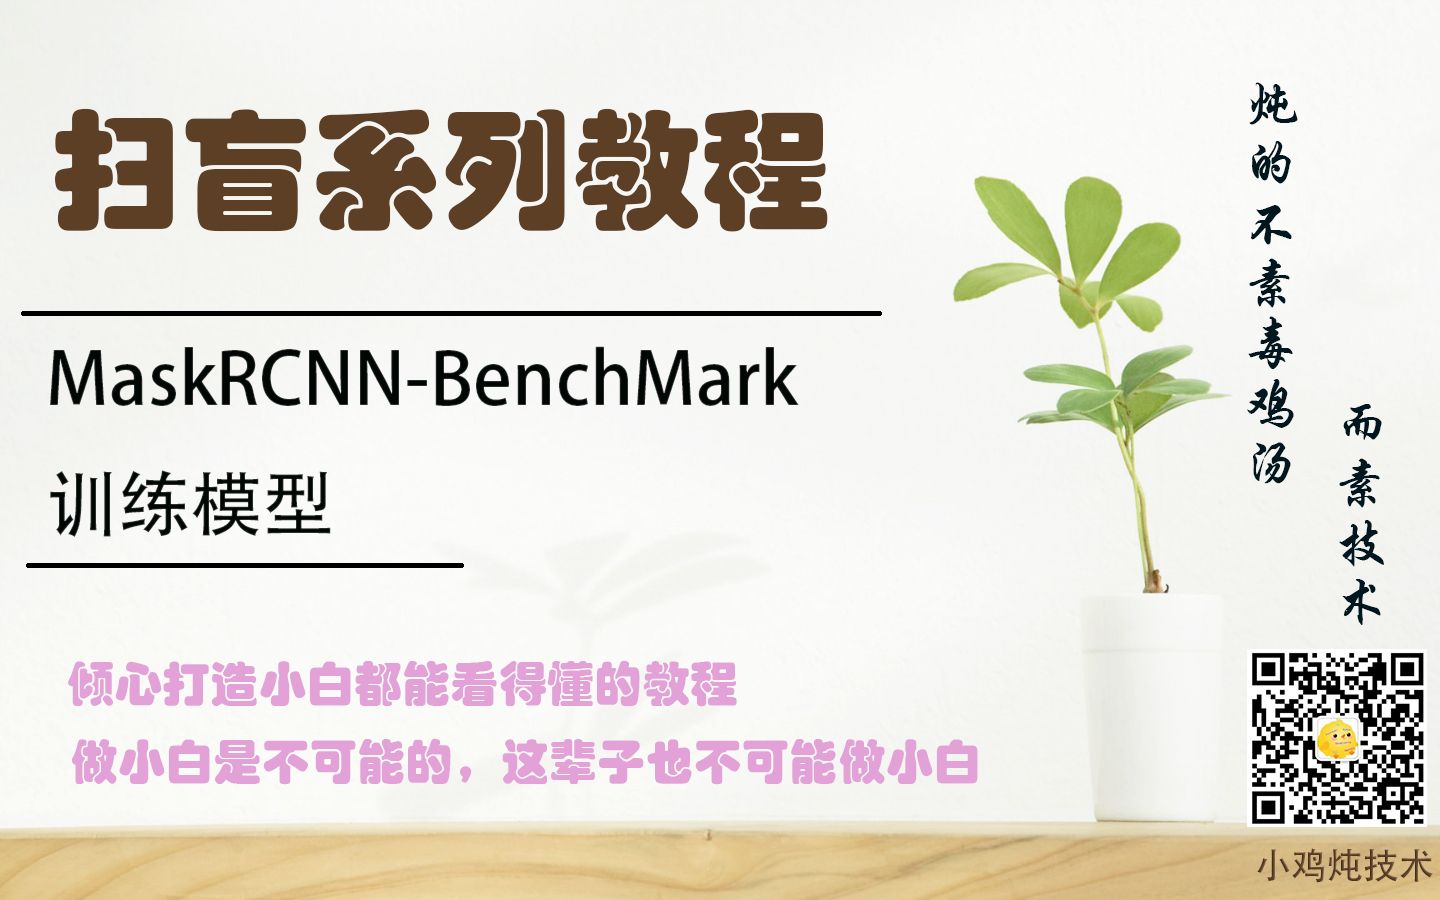 扫盲系列教程
MaskRCNN-BenchMark
训练模型
倾心打造小白都能看得懂的教程
做小白是不可能的，这辈子也不可能做小白
炖的不素毒鸡汤
而素技术
小鸡炖技术